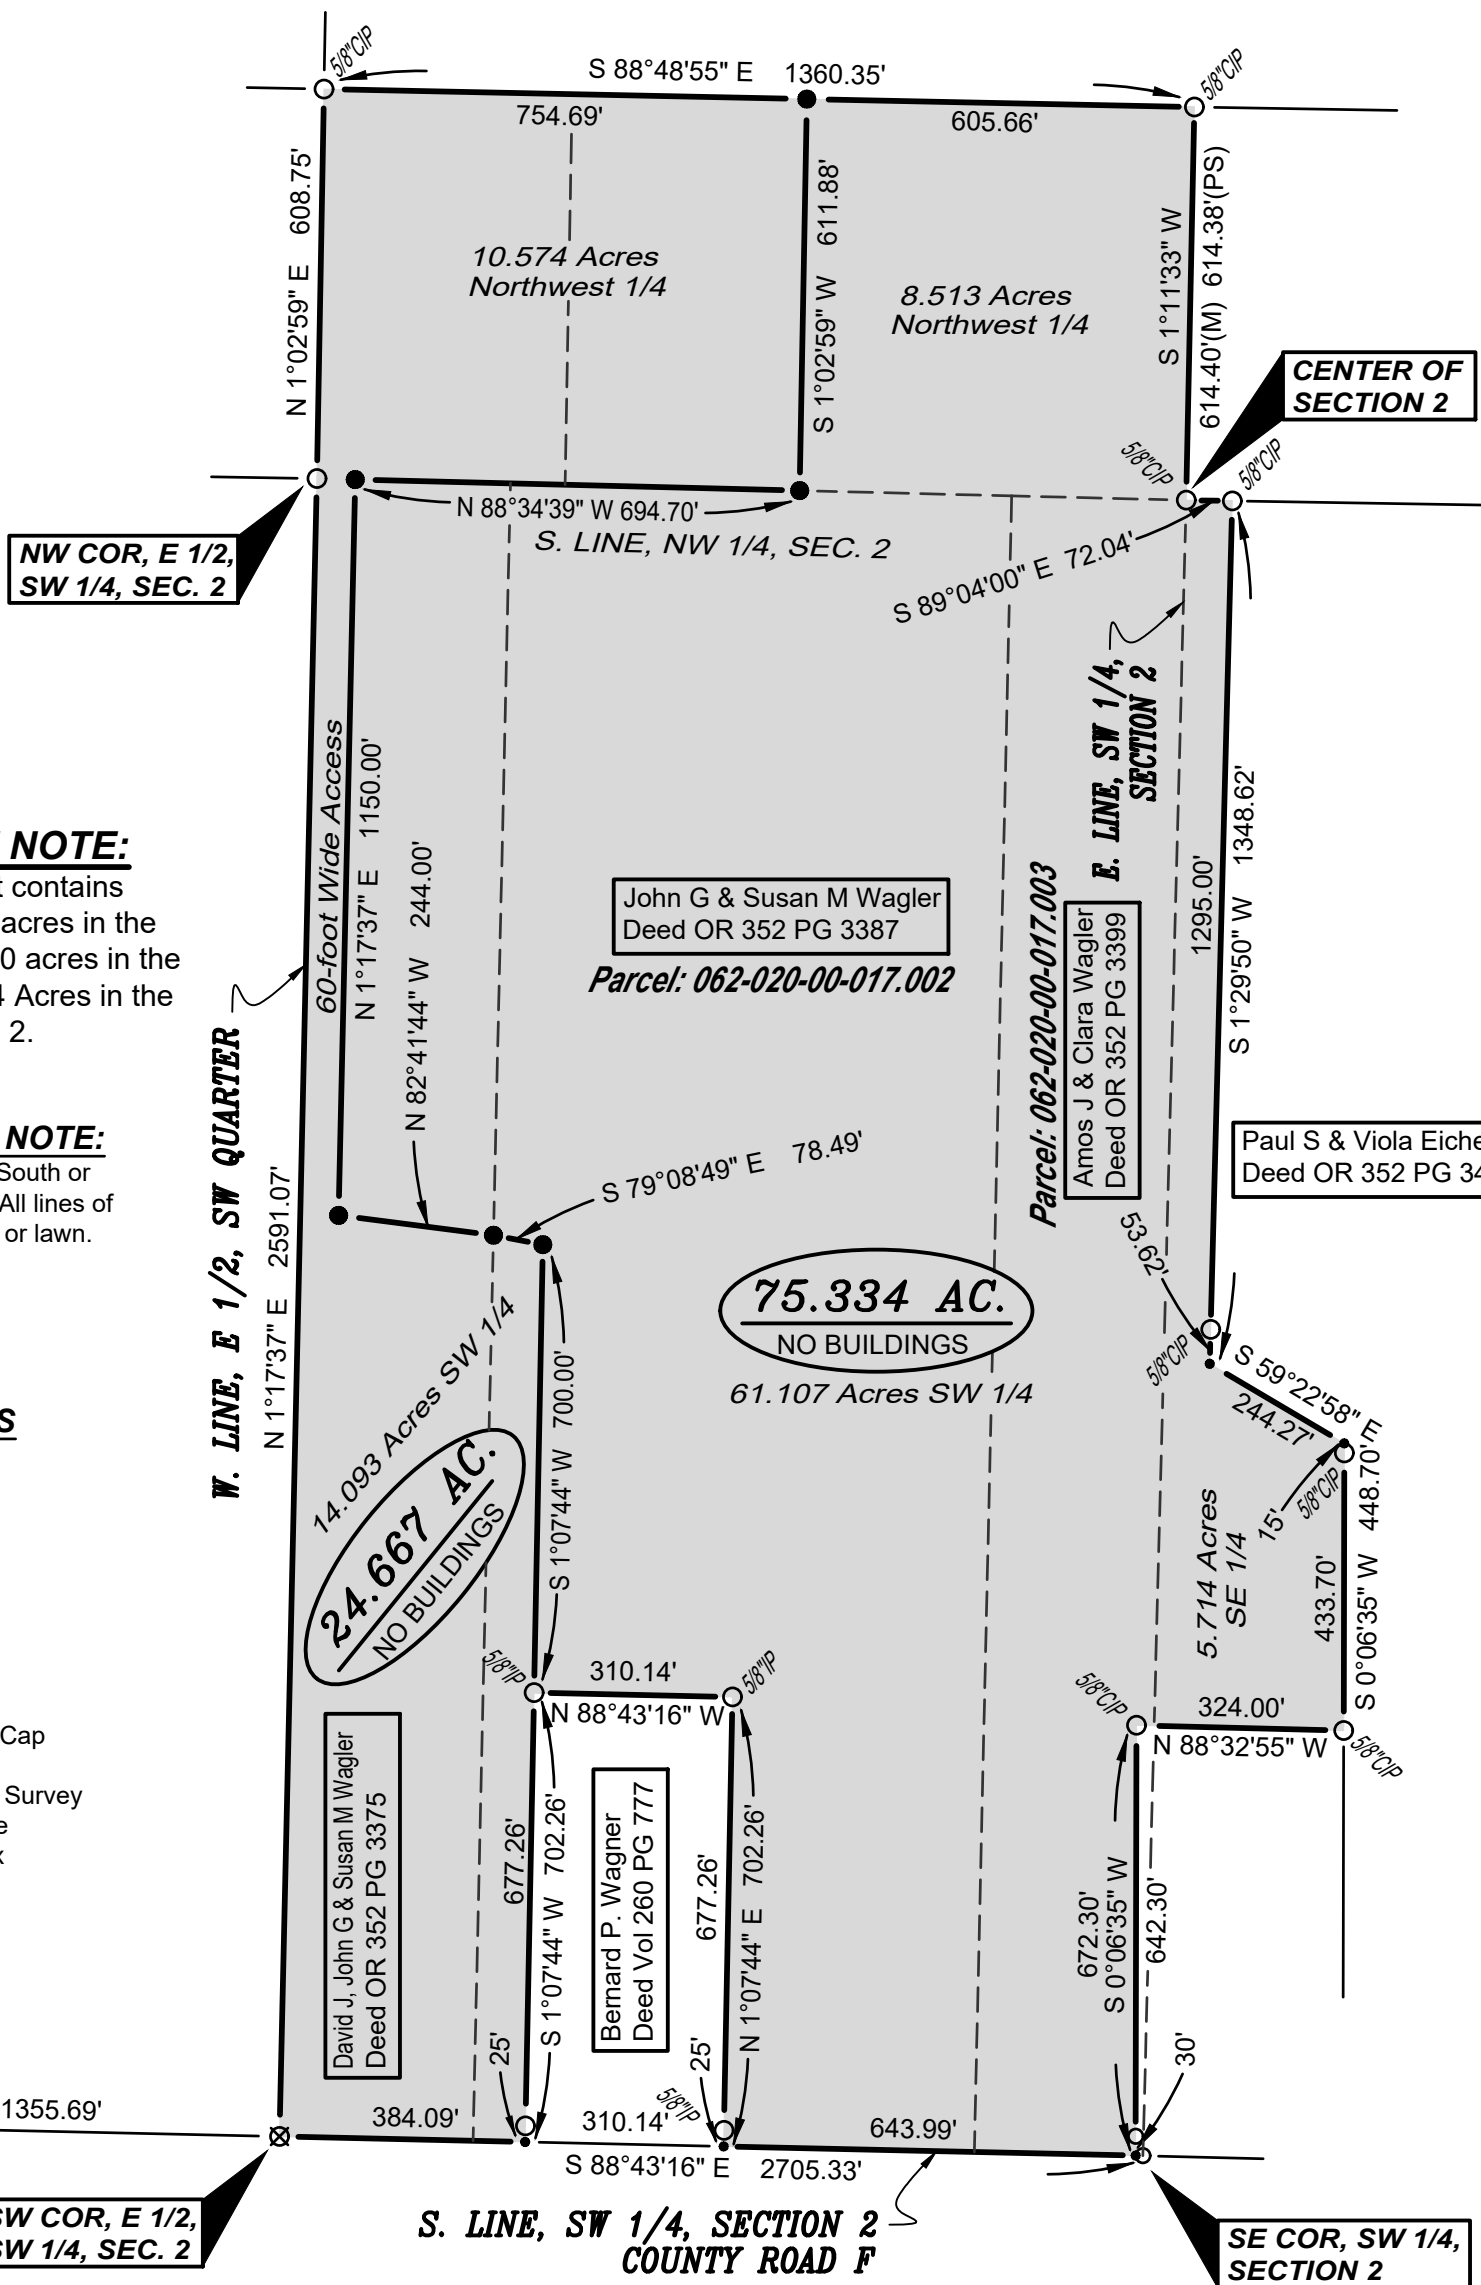 5/8"CIP
S 88°48'55" E 1360.35'
5/8"CIP
754.69'
605.66'
N 1°02'59" E 608.75'
10.574 Acres
Northwest 1/4
S 1°02'59" W 611.88'
8.513 Acres
Northwest 1/4
S 1°11'33" W
614.40'(M) 614.38'(PS)
CENTER OF
SECTION 2
5/8"CIP
5/8"CIP
N 88°34'39" W 694.70'
S. LINE, NW 1/4, SEC. 2
NW COR, E 1/2,
SW 1/4, SEC. 2
S 89°04'00" E 72.04'
E. LINE, SW 1/4,
SECTION 2
60-foot Wide Access
N 1°17'37" E 1150.00'
N 82°41'44" W 244.00'
1295.00'
S 1°29'50" W 1348.62'
NOTE:
t contains
acres in the
0 acres in the
4 Acres in the
2.
John G & Susan M Wagler
Deed OR 352 PG 3387
Parcel: 062-020-00-017.002
Parcel: 062-020-00-017.003
Amos J & Clara Wagler
Deed OR 352 PG 3399
NOTE:
South or
All lines of
or lawn.
Paul S & Viola Eiche
Deed OR 352 PG 34
W. LINE, E 1/2, SW QUARTER
N 1°17'37" E 2591.07'
S 79°08'49" E 78.49'
53.62'
75.334 AC.
NO BUILDINGS
61.107 Acres SW 1/4
5/8"CIP
S 59°22'58" E
244.27'
S
14.093 Acres SW 1/4
24.667 AC.
NO BUILDINGS
S 1°07'44" W 700.00'
15'
5/8"CIP
5.714 Acres
SE 1/4
433.70'
S 0°06'35" W 448.70'
5/8"IP
310.14'
N 88°43'16" W
5/8"IP
5/8"CIP
324.00'
N 88°32'55" W
5/8"CIP
Cap
Survey
e
x
David J, John G & Susan M Wagler
Deed OR 352 PG 3375
677.26'
S 1°07'44" W 702.26'
Bernard P. Wagner
Deed Vol 260 PG 777
677.26'
N 1°07'44" E 702.26'
672.30'
S 0°06'35" W
642.30'
25'
25'
30'
5/8"IP
1355.69'
384.09'
310.14'
643.99'
S 88°43'16" E 2705.33'
SW COR, E 1/2,
SW 1/4, SEC. 2
S. LINE, SW 1/4, SECTION 2
COUNTY ROAD F
SE COR, SW 1/4,
SECTION 2